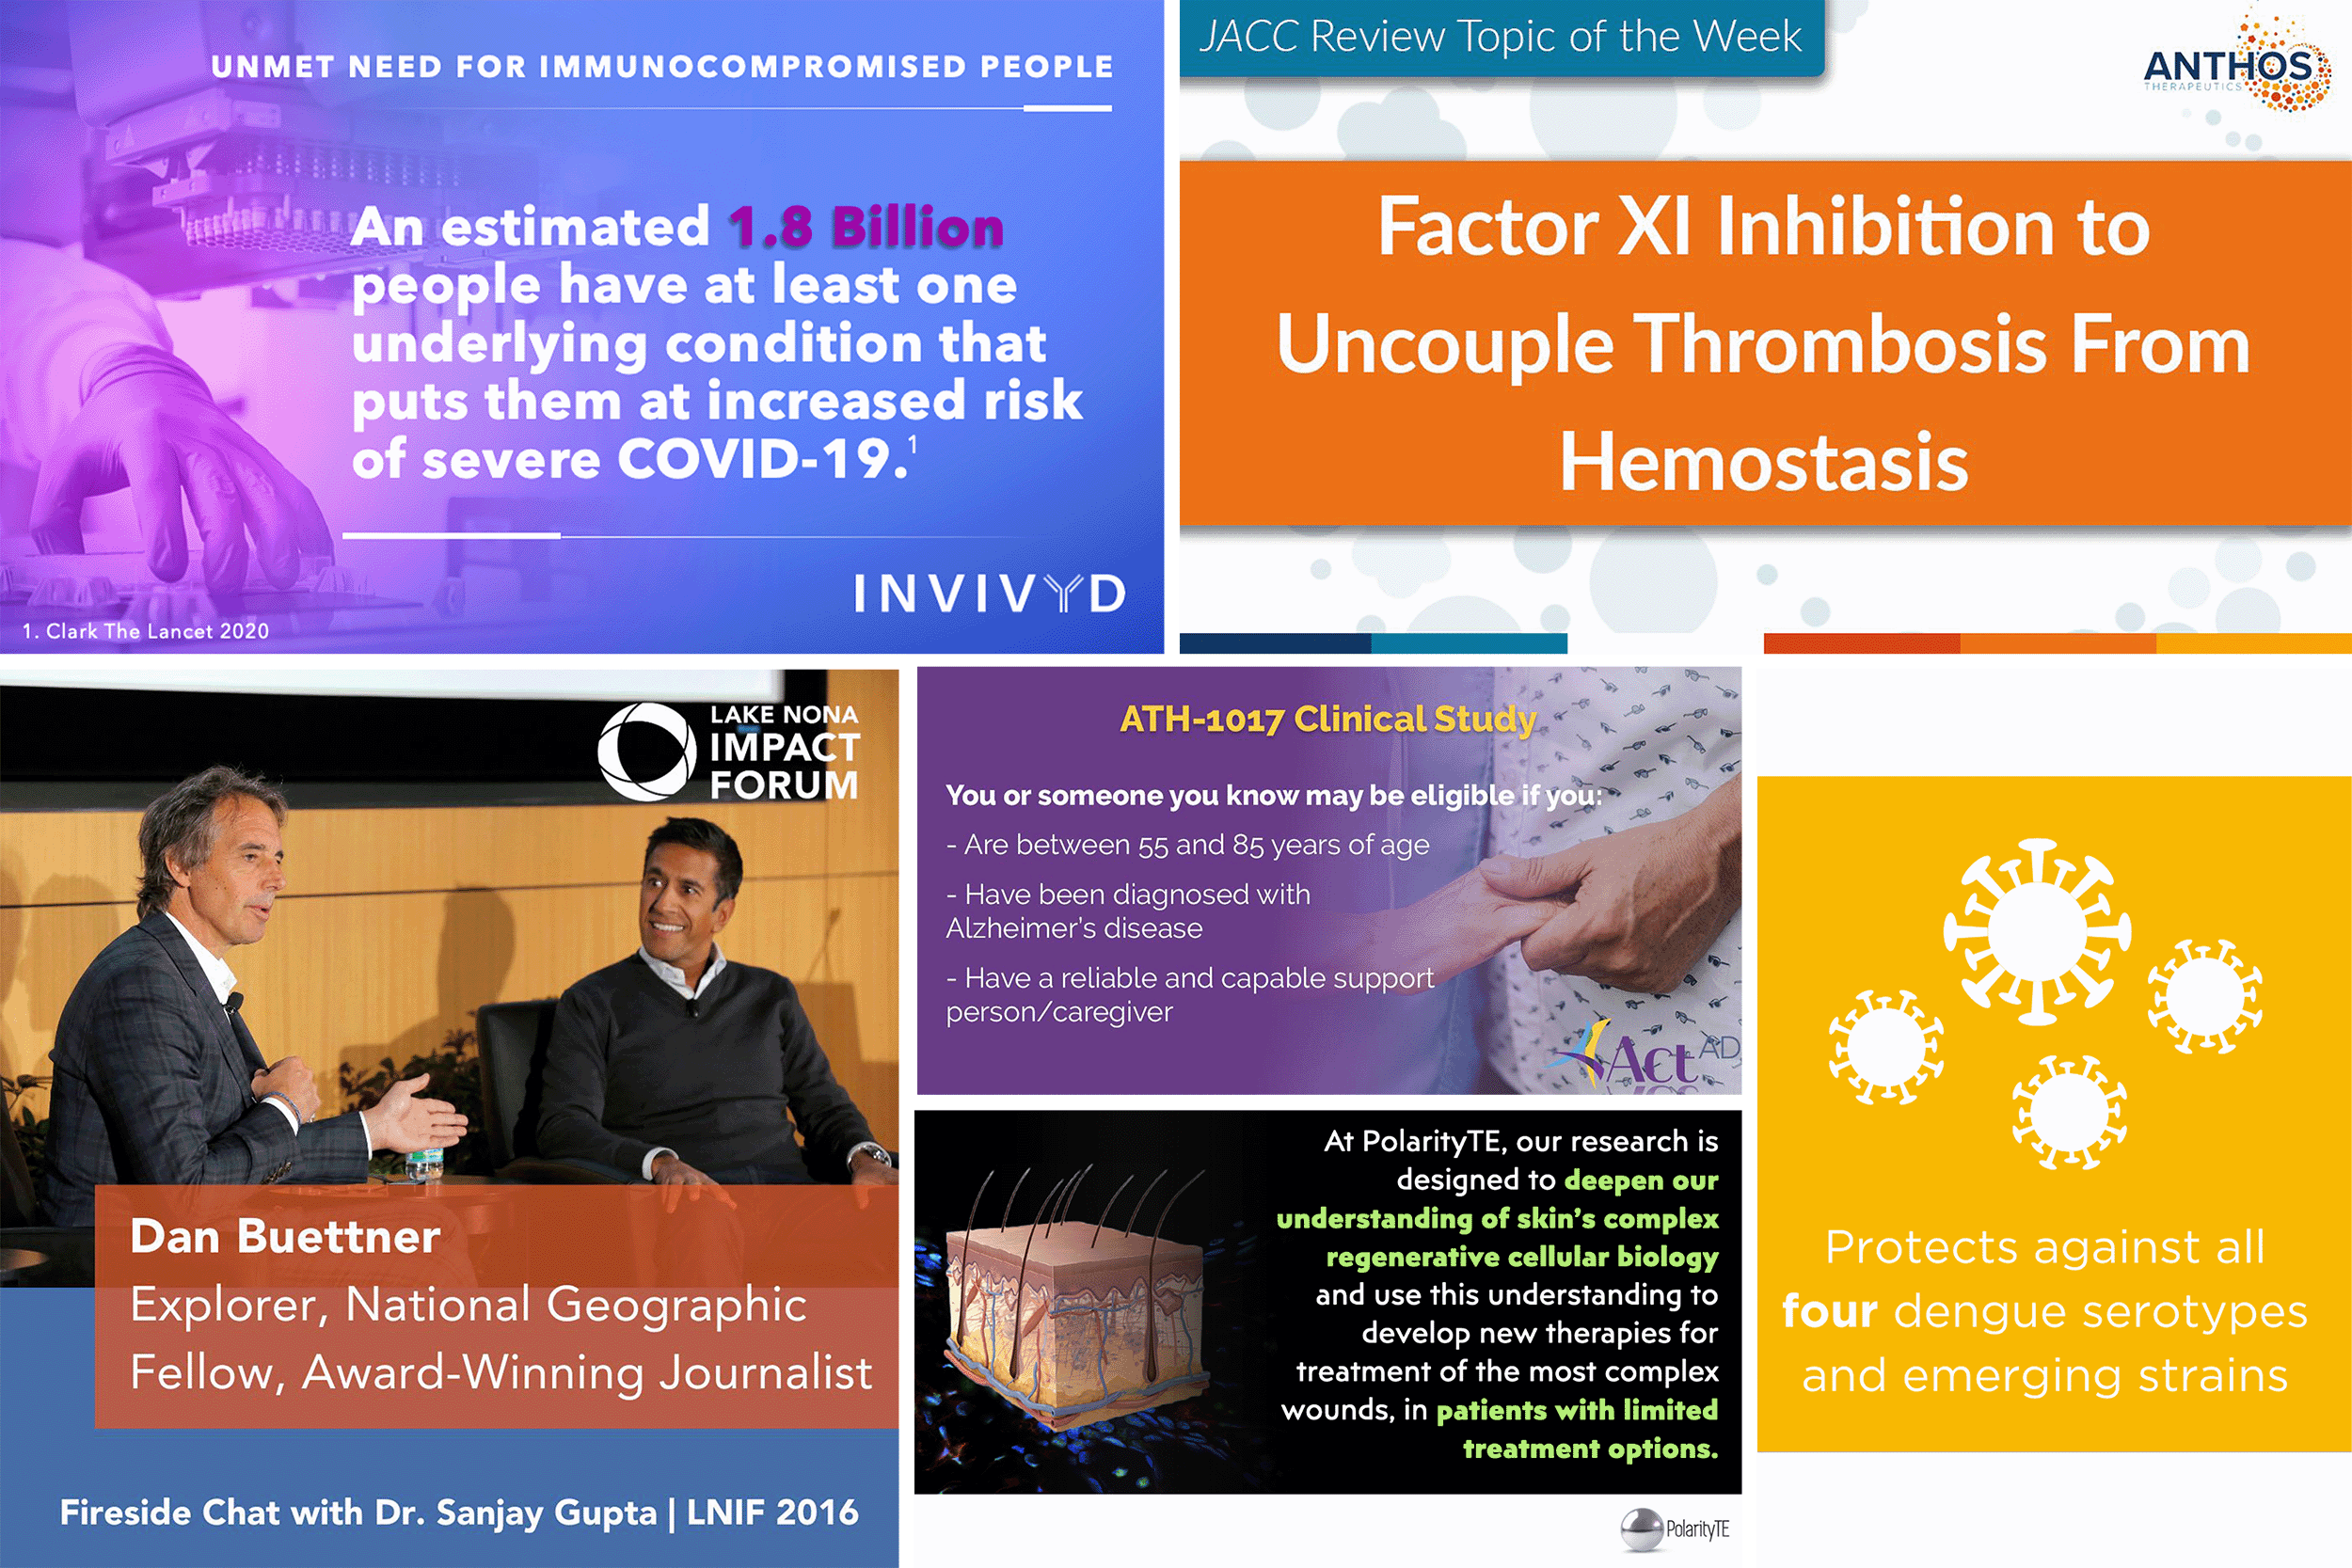 UNMET NEED FOR IMMUNOCOMPROMISED PEOPLE
An estimated 1.8 Billion
people have at least one
underlying condition that
puts them at increased risk
of severe COVID-19.¹
INVIVYD
1. Clark The Lancet 2020
JACC Review Topic of the Week
ANTHOS
THERAPEUTICS
Factor XI Inhibition to
Uncouple Thrombosis From
Hemostasis
LAKE NONA
IMPACT
FORUM
Dan Buettner
Explorer, National Geographic
Fellow, Award-Winning Journalist
Fireside Chat with Dr. Sanjay Gupta | LNIF 2016
ATH-1017 Clinical Study
You or someone you know may be eligible if you:
- Are between 55 and 85 years of age
- Have been diagnosed with
Alzheimer's disease
- Have a reliable and capable support
person/caregiver
Act AD
At PolarityTE, our research is
designed to deepen our
understanding of skin's complex
regenerative cellular biology
and use this understanding to
develop new therapies for
treatment of the most complex
wounds, in patients with limited
treatment options.
PolarityTE
Protects against all
four dengue serotypes
and emerging strains